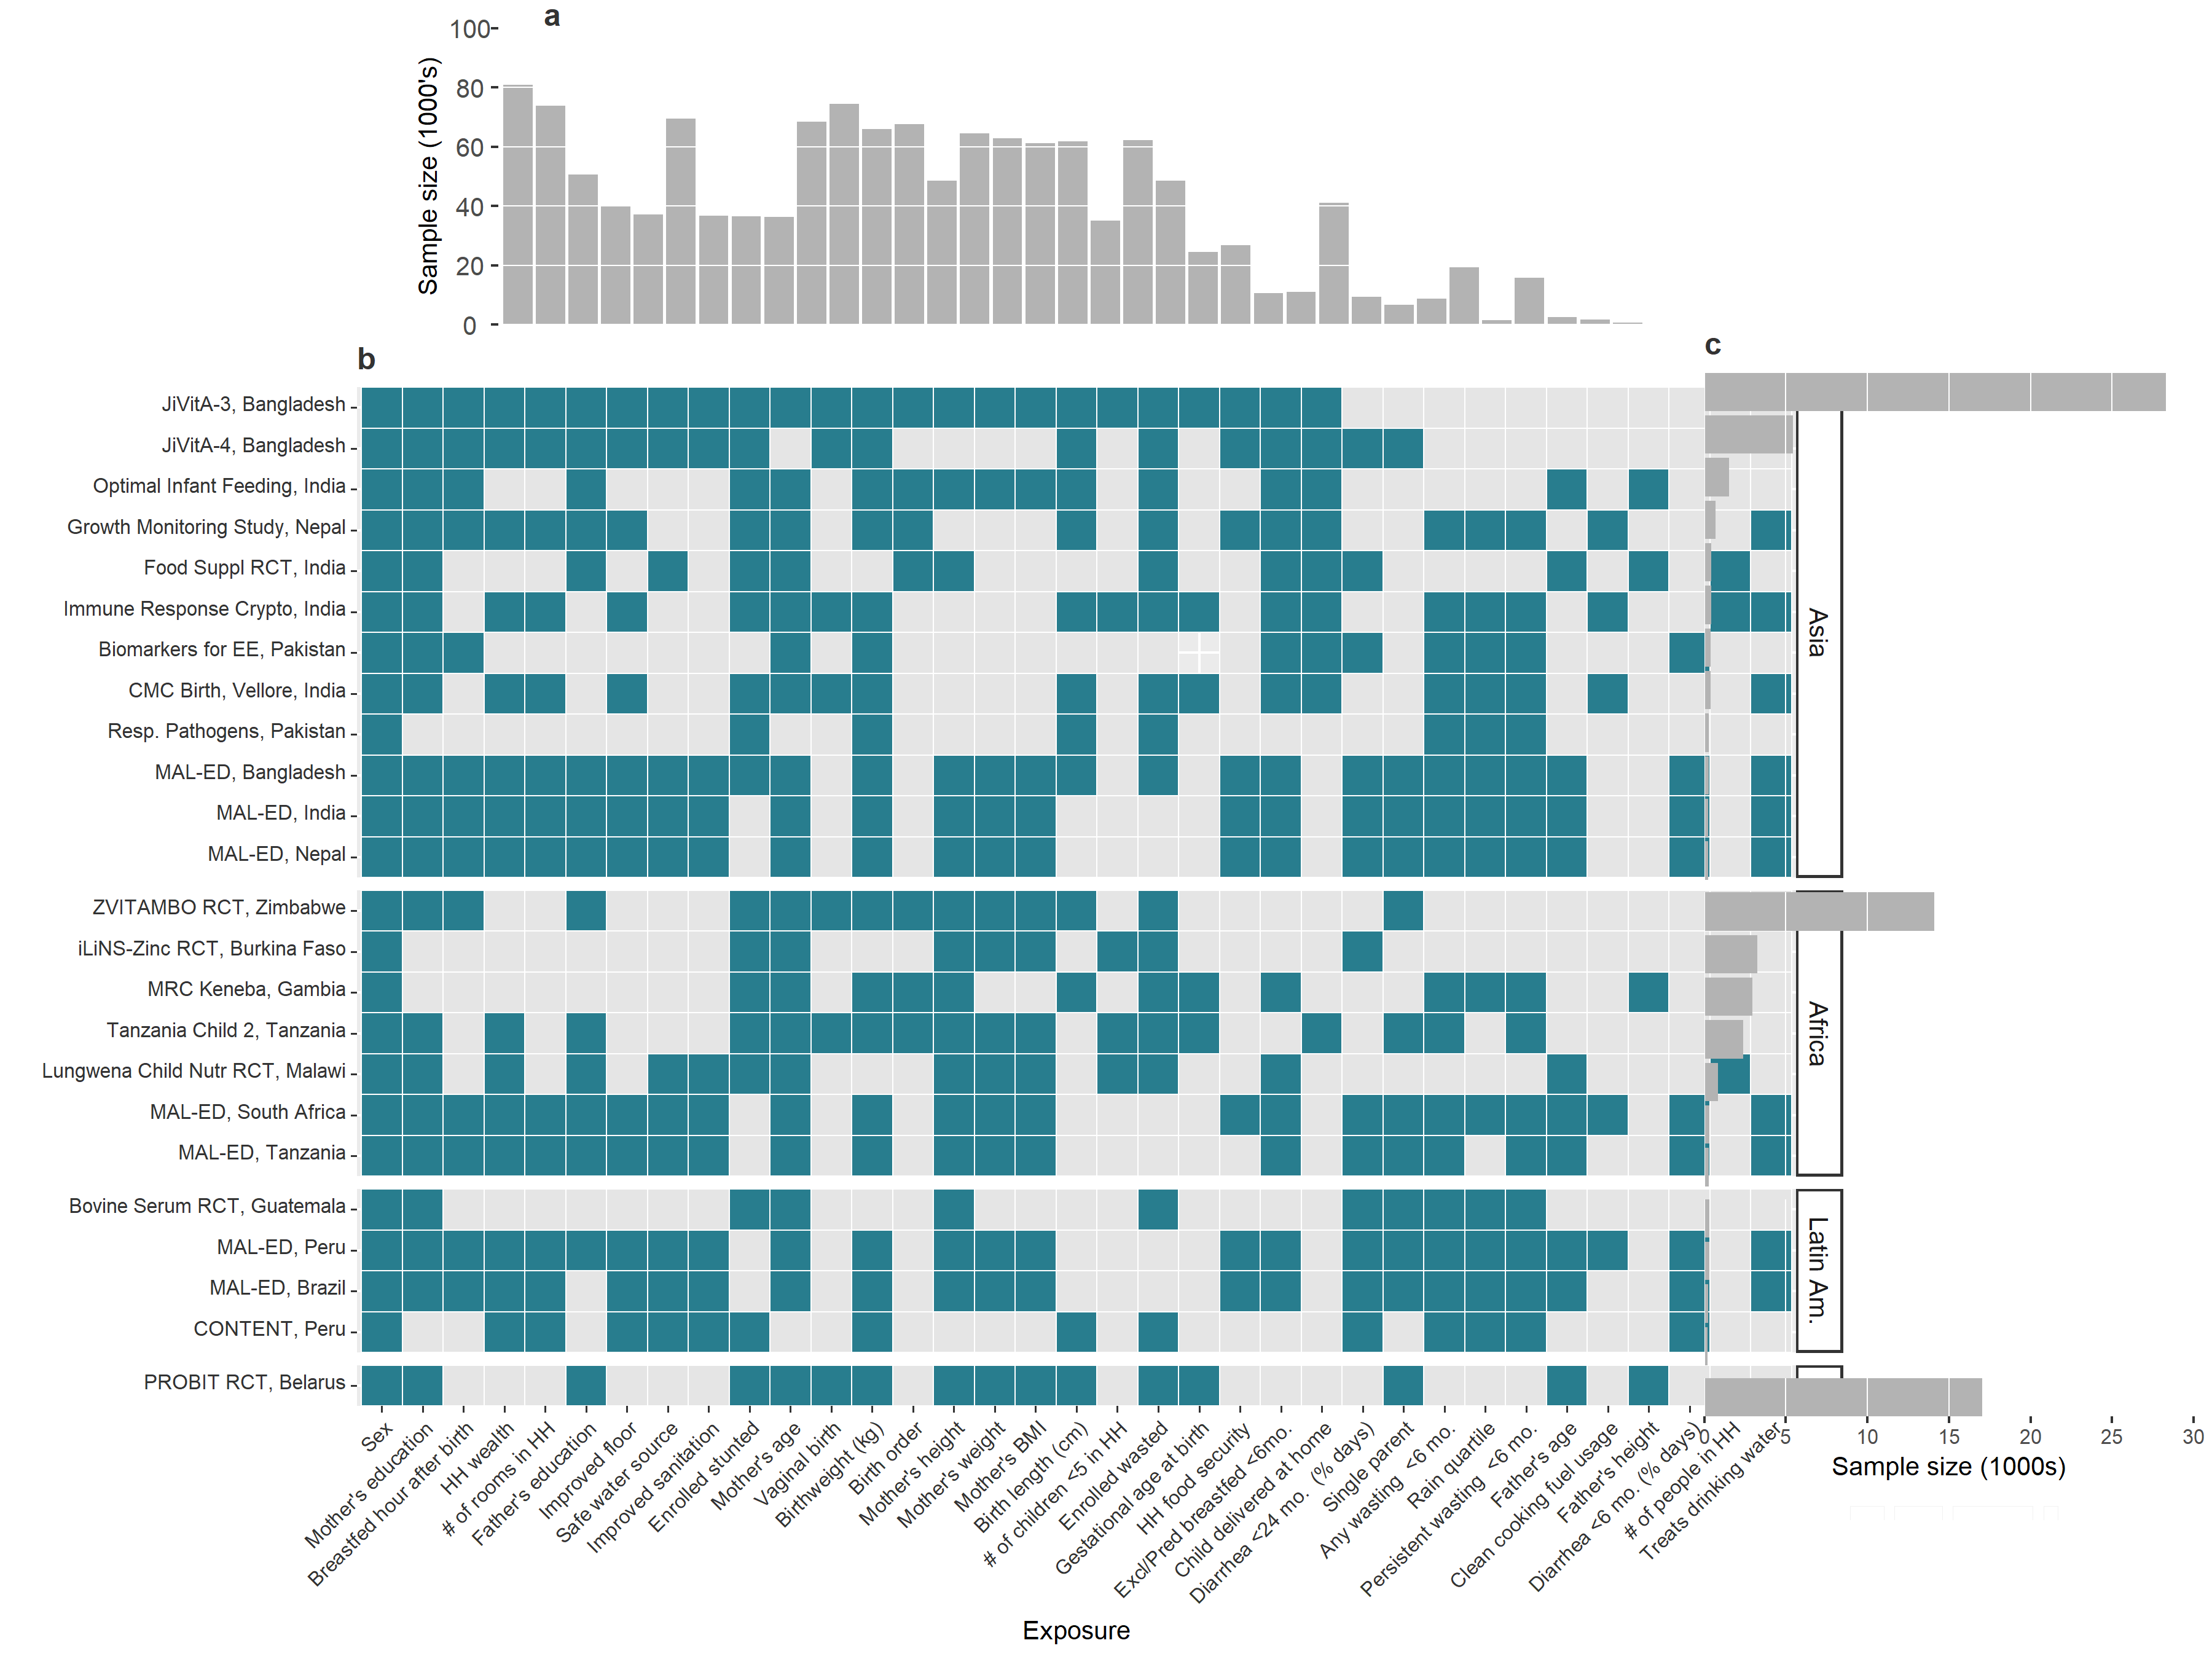 a
100
80
60
40
20
0
Sample size (1000's)
b
c
JiVitA-3, Bangladesh
JiVitA-4, Bangladesh
Optimal Infant Feeding, India
Growth Monitoring Study, Nepal
Food Suppl RCT, India
Immune Response Crypto, India
Biomarkers for EE, Pakistan
CMC Birth, Vellore, India
Resp. Pathogens, Pakistan
MAL-ED, Bangladesh
MAL-ED, India
MAL-ED, Nepal
Asia
ZVITAMBO RCT, Zimbabwe
iLiNS-Zinc RCT, Burkina Faso
MRC Keneba, Gambia
Tanzania Child 2, Tanzania
Lungwena Child Nutr RCT, Malawi
MAL-ED, South Africa
MAL-ED, Tanzania
Africa
Bovine Serum RCT, Guatemala
MAL-ED, Peru
MAL-ED, Brazil
CONTENT, Peru
Latin Am.
PROBIT RCT, Belarus
Sex
Mother's education
Breastfed hour after birth
HH wealth
# of rooms in HH
Father's education
Improved floor
Safe water source
Improved sanitation
Enrolled stunted
Mother's age
Vaginal birth
Birthweight (kg)
Birth order
Mother's height
Mother's weight
Mother's BMI
Birth length (cm)
# of children <5 in HH
Enrolled wasted
Gestational age at birth
HH food security
Excl/Pred breastfed <6mo.
Child delivered at home
Diarrhea <24 mo. (% days)
Single parent
Any wasting <6 mo.
Rain quartile
Persistent wasting <6 mo.
Father's age
Clean cooking fuel usage
Father's height
Diarrhea <6 mo. (% days)
# of people in HH
Treats drinking water
0 5 10 15 20 25 30
Sample size (1000s)
Exposure